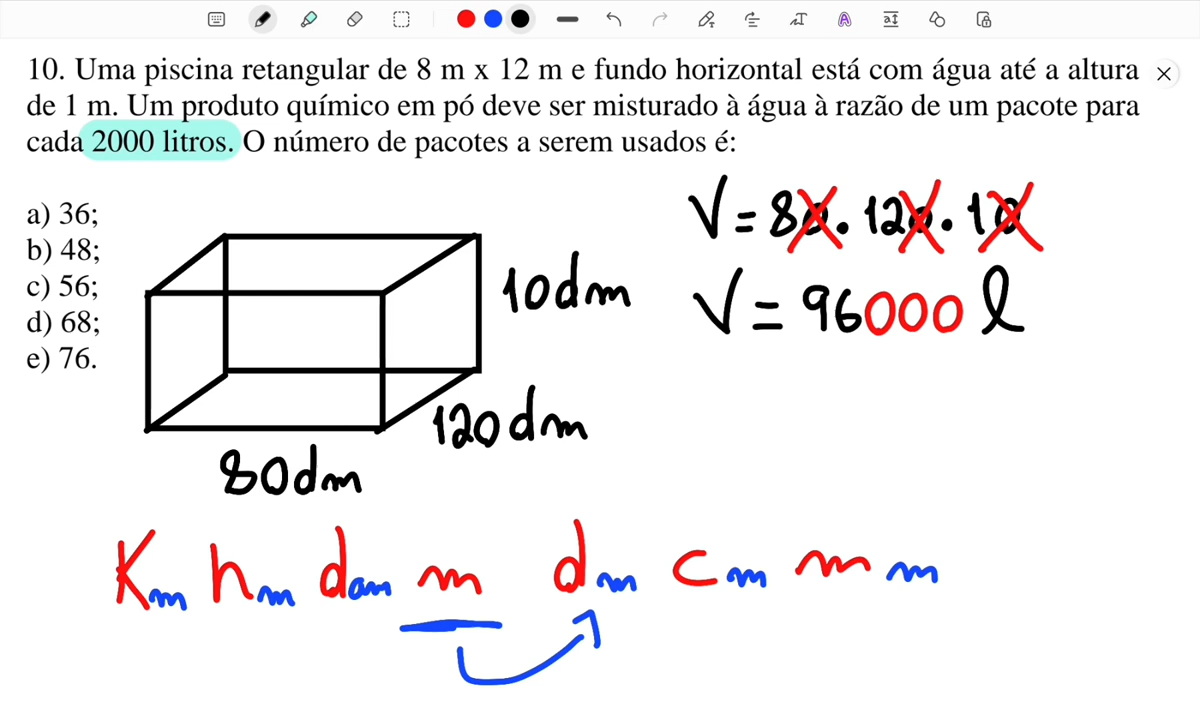 10. Uma piscina retangular de 8 m x 12 m e fundo horizontal está com água até a altura
de 1 m. Um produto químico em pó deve ser misturado à água à razão de um pacote para
cada 2000 litros. O número de pacotes a serem usados é:
a) 36;
b) 48;
c) 56;
d) 68;
e) 76.
10dm
120dm
80dm
V = 80 . 120 . 10
V = 96000 l
Km hm dam m dm cm mm